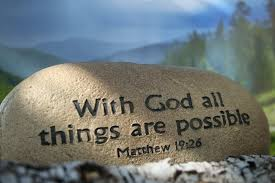 With God all
things are possible
Matthew 19:26